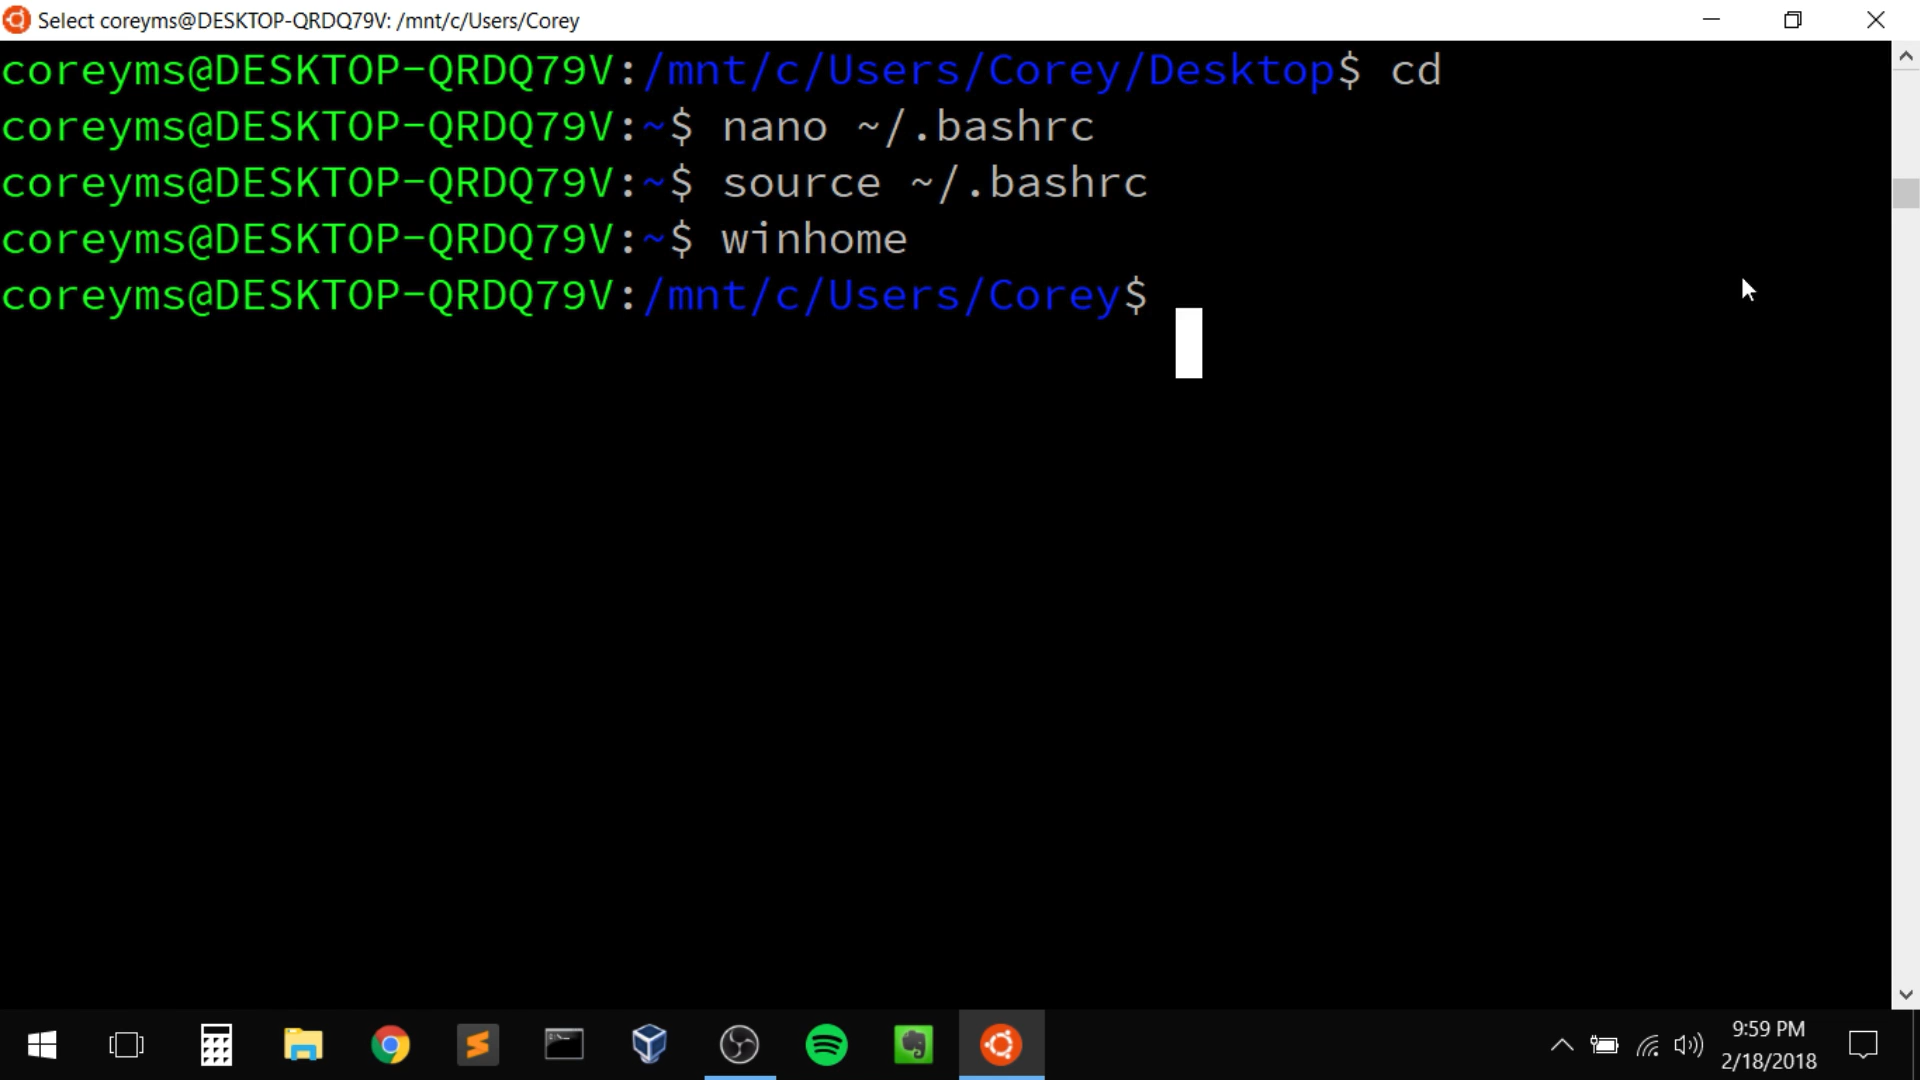 Select coreyms@DESKTOP-QRDQ79V: /mnt/c/Users/Corey
coreyms@DESKTOP-QRDQ79V:/mnt/c/Users/Corey/Desktop$ cd
coreyms@DESKTOP-QRDQ79V:~$ nano ~/.bashrc
coreyms@DESKTOP-QRDQ79V:~$ source ~/.bashrc
coreyms@DESKTOP-QRDQ79V:~$ winhome
coreyms@DESKTOP-QRDQ79V:/mnt/c/Users/Corey$
9:59 PM
2/18/2018